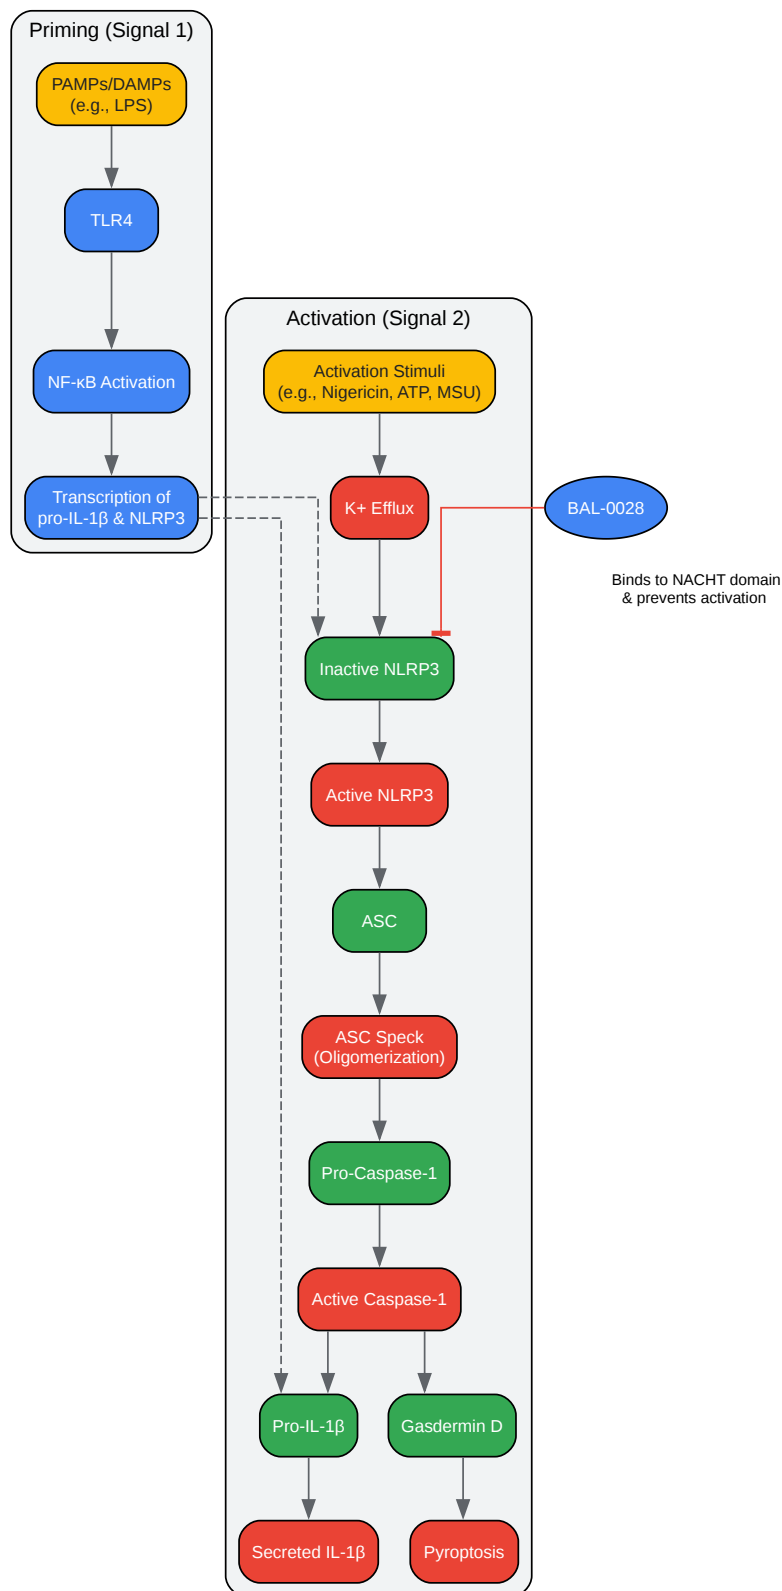 Priming (Signal 1)
PAMPs/DAMPs
(e.g., LPS)
TLR4
NF-κB Activation
Transcription of
pro-IL-1β & NLRP3
Activation (Signal 2)
Activation Stimuli
(e.g., Nigericin, ATP, MSU)
K+ Efflux
BAL-0028
Binds to NACHT domain
& prevents activation
Inactive NLRP3
Active NLRP3
ASC
ASC Speck
(Oligomerization)
Pro-Caspase-1
Active Caspase-1
Pro-IL-1β
Gasdermin D
Secreted IL-1β
Pyroptosis